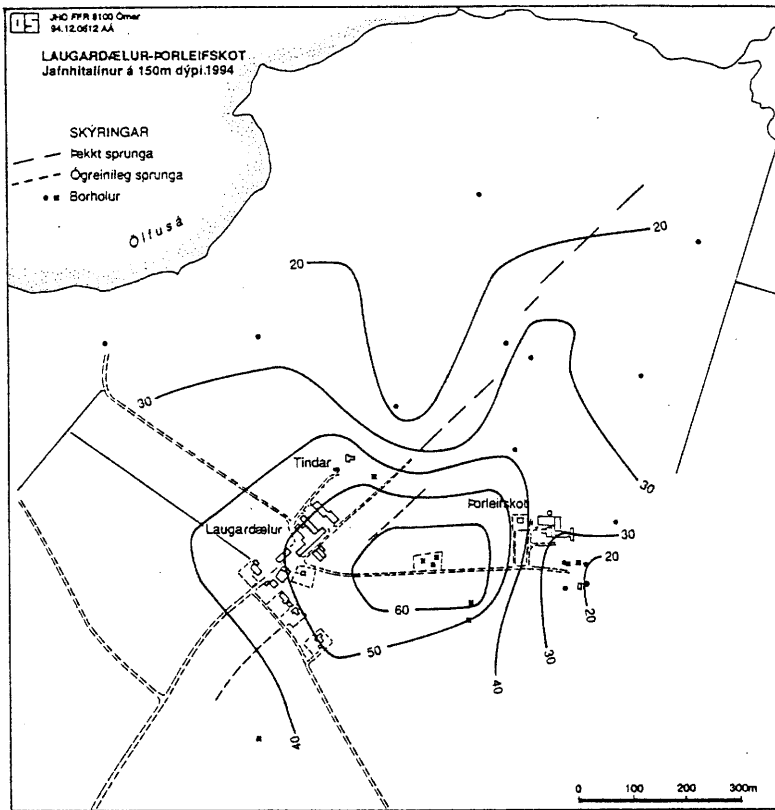 OS
JHD FFR 8100 Ómar
94.12.0612 AÁ
LAUGARDÆLUR-ÞORLEIFSKOT
Jafnhitalínur á 150m dýpi.1994
SKÝRINGAR
Þekkt sprunga
Ógreinileg sprunga
Borholur
Ölfusá
20
20
30
Tindar
30
Þorleifskot
Laugardælur
30
20
20
60
50
30
40
40
0 100 200 300m